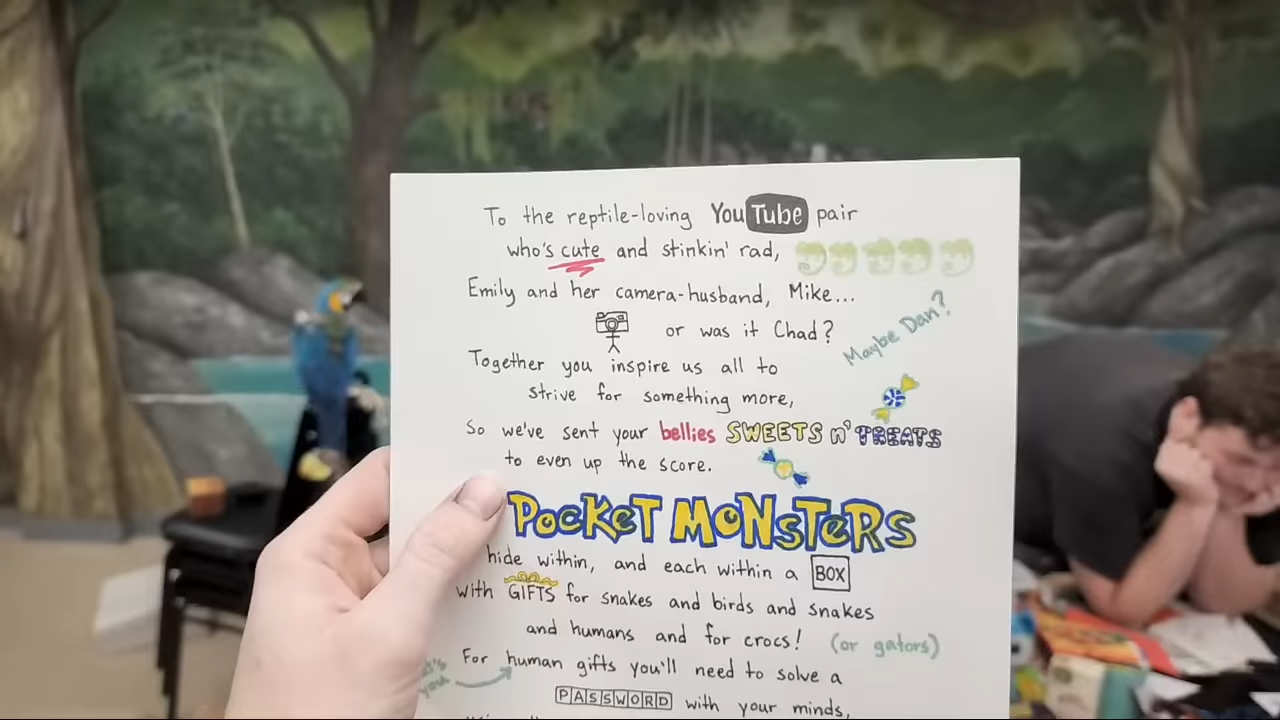 To the reptile-loving YouTube pair
who's cute and stinkin' rad,
Emily and her camera-husband, Mike...
or was it Chad?
Maybe Dan?
Together you inspire us all to
strive for something more,
So we've sent your bellies SWEETS N' TREATS
to even up the score.
POCKET MONSTERS
hide within, and each within a BOX
with GIFTS for snakes and birds and snakes
and humans and for crocs! (or gators)
For human gifts you'll need to solve a
you
PASSWORD with your minds,